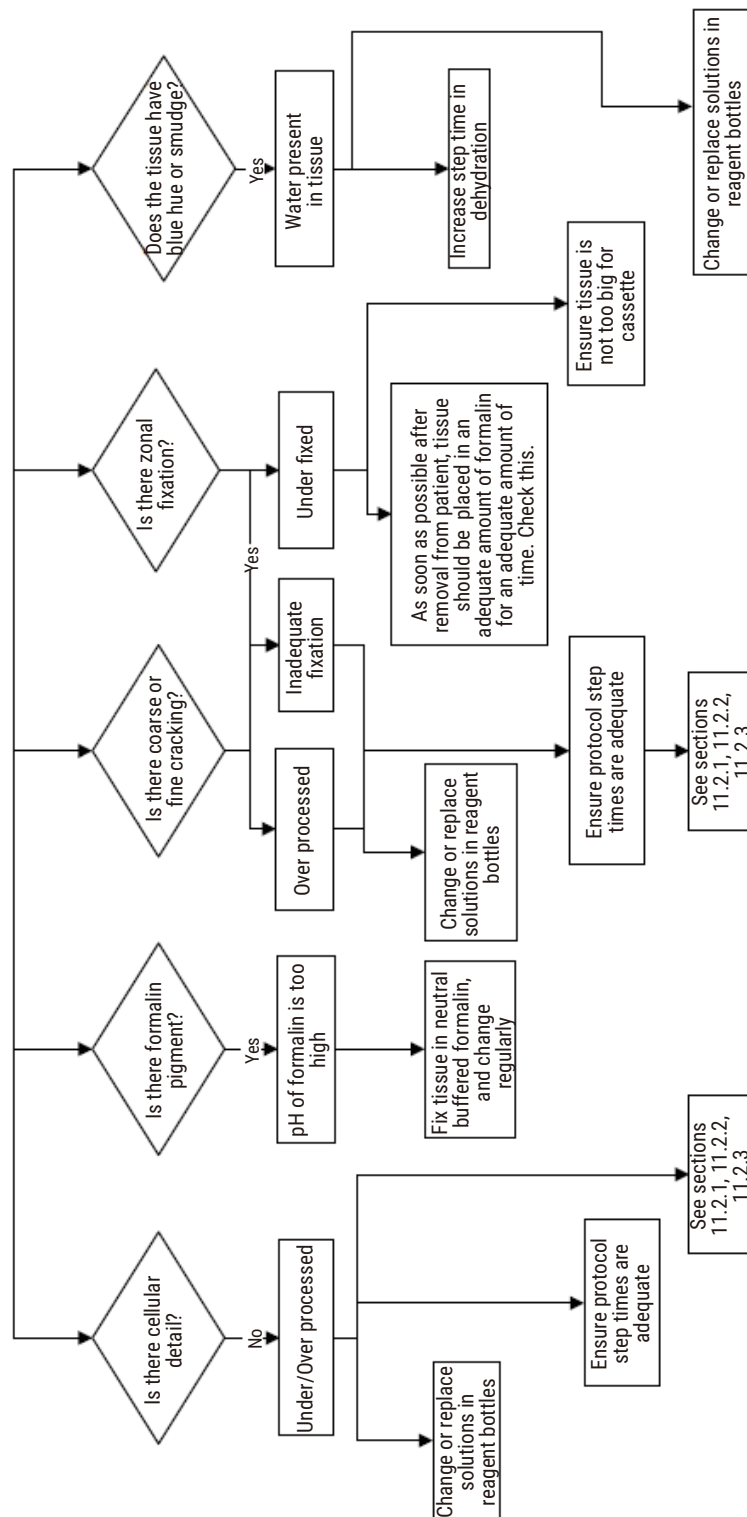 Is there cellular
detail?
No
Under/Over processed
Change or replace
solutions in
reagent bottles
Ensure protocol
step times are
adequate
See sections
11.2.1, 11.2.2,
11.2.3
Is there formalin
pigment?
Yes
pH of formalin is too
high
Fix tissue in neutral
buffered formalin,
and change
regularly
Is there coarse or
fine cracking?
Over processed
Inadequate
fixation
Change or replace
solutions in reagent
bottles
Ensure protocol step
times are adequate
See sections
11.2.1, 11.2.2,
11.2.3
Is there zonal
fixation?
Yes
Under fixed
As soon as possible after
removal from patient, tissue
should be placed in an
adequate amount of formalin
for an adequate amount of
time. Check this.
Ensure tissue is
not too big for
cassette
Does the tissue have
blue hue or smudge?
Yes
Water present
in tissue
Increase step time in
dehydration
Change or replace solutions in
reagent bottles